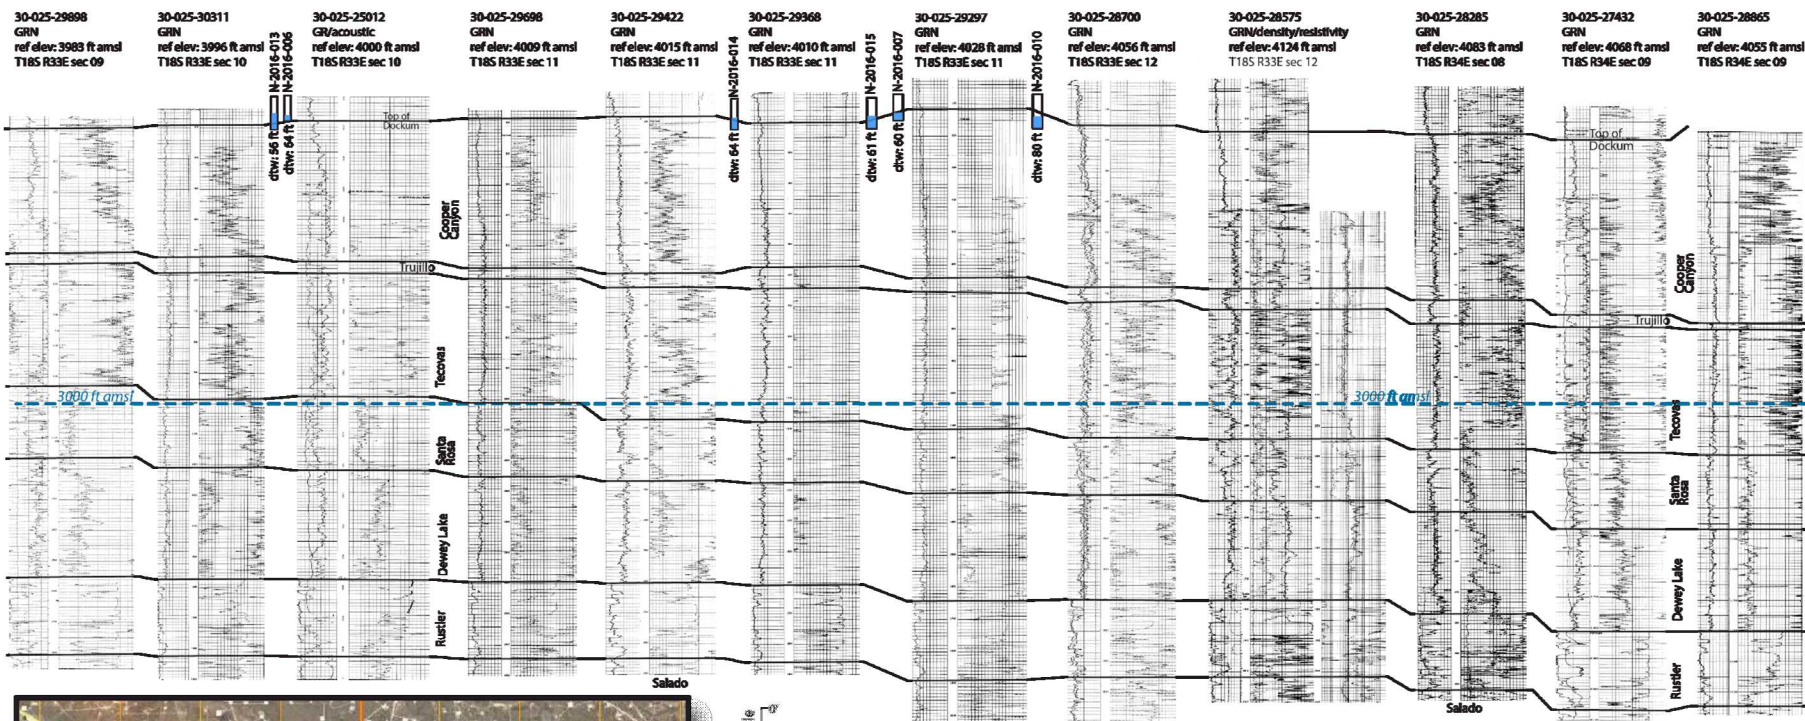 30-025-29898
GRN
ref elev: 3983 ft amsl
T18S R33E sec 09
30-025-30311
GRN
ref elev: 3996 ft amsl
T18S R33E sec 10
N-2016-013
N-2016-006
30-025-25012
GR/acoustic
ref elev: 4000 ft amsl
T18S R33E sec 10
30-025-29698
GRN
ref elev: 4009 ft amsl
T18S R33E sec 11
30-025-29422
GRN
ref elev: 4015 ft amsl
T18S R33E sec 11
N-2016-014
30-025-29368
GRN
ref elev: 4010 ft amsl
T18S R33E sec 11
N-2016-015
N-2016-007
30-025-29297
GRN
ref elev: 4028 ft amsl
T18S R33E sec 11
N-2016-010
30-025-28700
GRN
ref elev: 4056 ft amsl
T18S R33E sec 12
30-025-28575
GRN/density/resistivity
ref elev: 4124 ft amsl
T18S R33E sec 12
30-025-28285
GRN
ref elev: 4083 ft amsl
T18S R34E sec 08
30-025-27432
GRN
ref elev: 4068 ft amsl
T18S R34E sec 09
30-025-28865
GRN
ref elev: 4055 ft amsl
T18S R34E sec 09
dtw: 56 ft
dtw: 64 ft
Top of
Dockum
dtw: 64 ft
dtw: 61 ft
dtw: 60 ft
dtw: 80 ft
Top of
Dockum
Cooper
Canyon
Cooper
Canyon
Trujillo
Trujillo
Tecovas
3000 ft amsl
3000 ft amsl
Tecovas
Santa
Rosa
Santa
Rosa
Dewey Lake
Dewey Lake
Rustler
Rustler
Salado
Salado